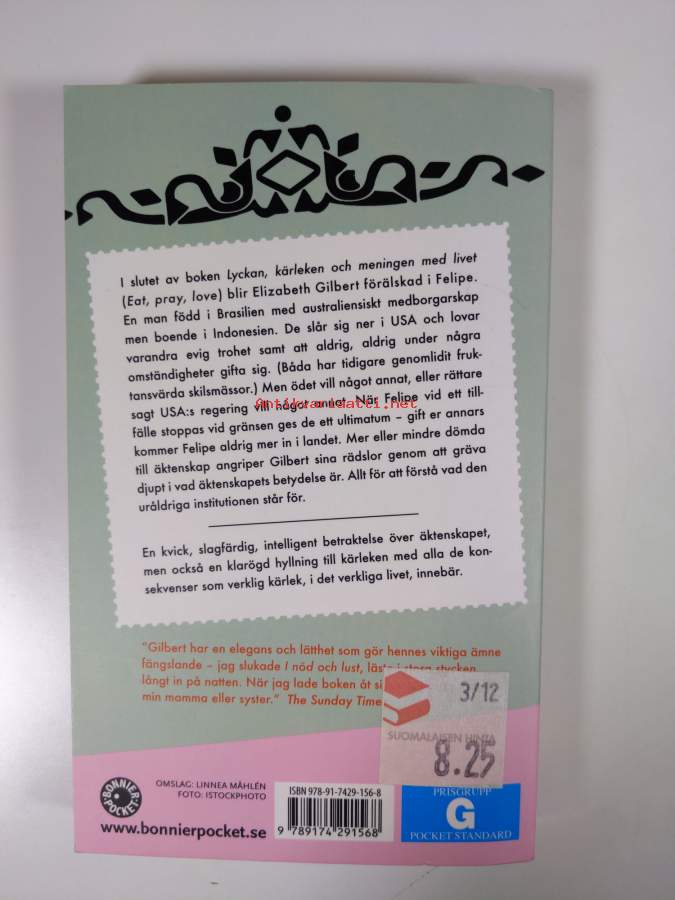 I slutet av boken Lyckan, kärleken och meningen med livet
(Eat, pray, love) blir Elizabeth Gilbert förälskad i Felipe.
En man född i Brasilien med australiensiskt medborgarskap
men boende i Indonesien. De slår sig ner i USA och lovar
varandra evig trohet samt att aldrig, aldrig under några
omständigheter gifta sig. (Båda har tidigare genomlidit fruk-
tansvärda skilsmässor.) Men ödet vill något annat, eller rättare
sagt USA:s regering vill något annat. När Felipe vid ett till-
Antikvariaatti.net
fälle stoppas vid gränsen ges de ett ultimatum – gift er annars
kommer Felipe aldrig mer in i landet. Mer eller mindre dömda
till äktenskap angriper Gilbert sina rädslor genom att gräva
djupt i vad äktenskapets betydelse är. Allt för att förstå vad den
uråldriga institutionen står för.
En kvick, slagfärdig, intelligent betraktelse över äktenskapet,
men också en klarögd hyllning till kärleken med alla de kon-
sekvenser som verklig kärlek, i det verkliga livet, innebär.
"Gilbert har en elegans och lätthet som gör hennes viktiga ämne
fängslande – jag slukade I nöd och lust, läste i stora stycken
långt in på natten. När jag lade boken åt
min mamma eller syster." The Sunday Time
3/12
SUOMALAINEN HINTA
8.25
BONNIER POCKET
OMSLAG: LINNEA MÅHLÉN
FOTO: ISTOCKPHOTO
www.bonnierpocket.se
ISBN 978-91-7429-156-8
9 789174 291568
PRISGRUPP
G
POCKET STANDARD